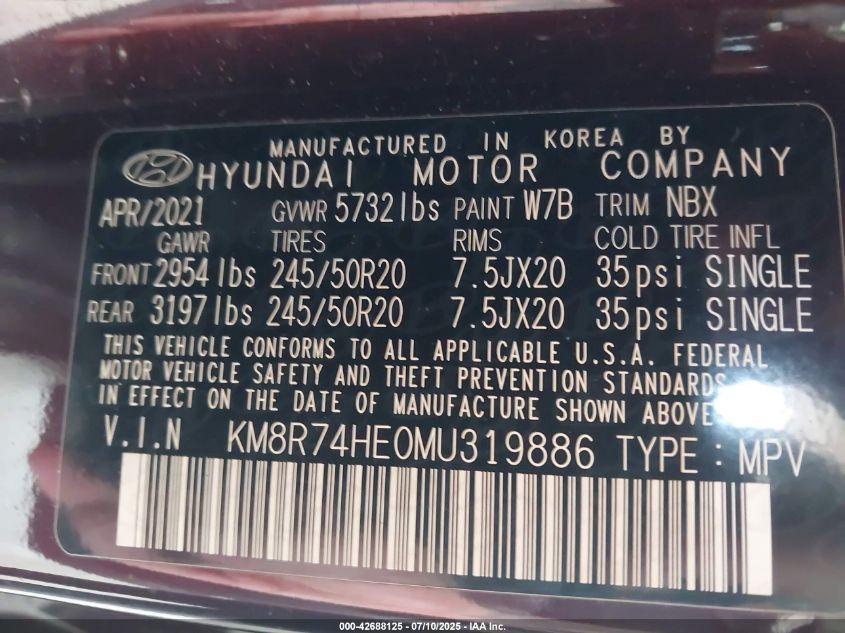 MANUFACTURED IN KOREA BY
HYUNDAI MOTOR COMPANY
APR/2021 GVWR 5732lbs PAINT W7B TRIM NBX
GAWR TIRES RIMS COLD TIRE INFL
FRONT 2954lbs 245/50R20 7.5JX20 35psi SINGLE
REAR 3197lbs 245/50R20 7.5JX20 35psi SINGLE
THIS VEHICLE CONFORMS TO ALL APPLICABLE U.S.A. FEDERAL
MOTOR VEHICLE SAFETY AND THEFT PREVENTION STANDARDS
IN EFFECT ON THE DATE OF MANUFACTURE SHOWN ABOVE
V.I.N KM8R74HE0MU319886 TYPE : MPV
000-42688125 - 07/10/2025 - IAA Inc.